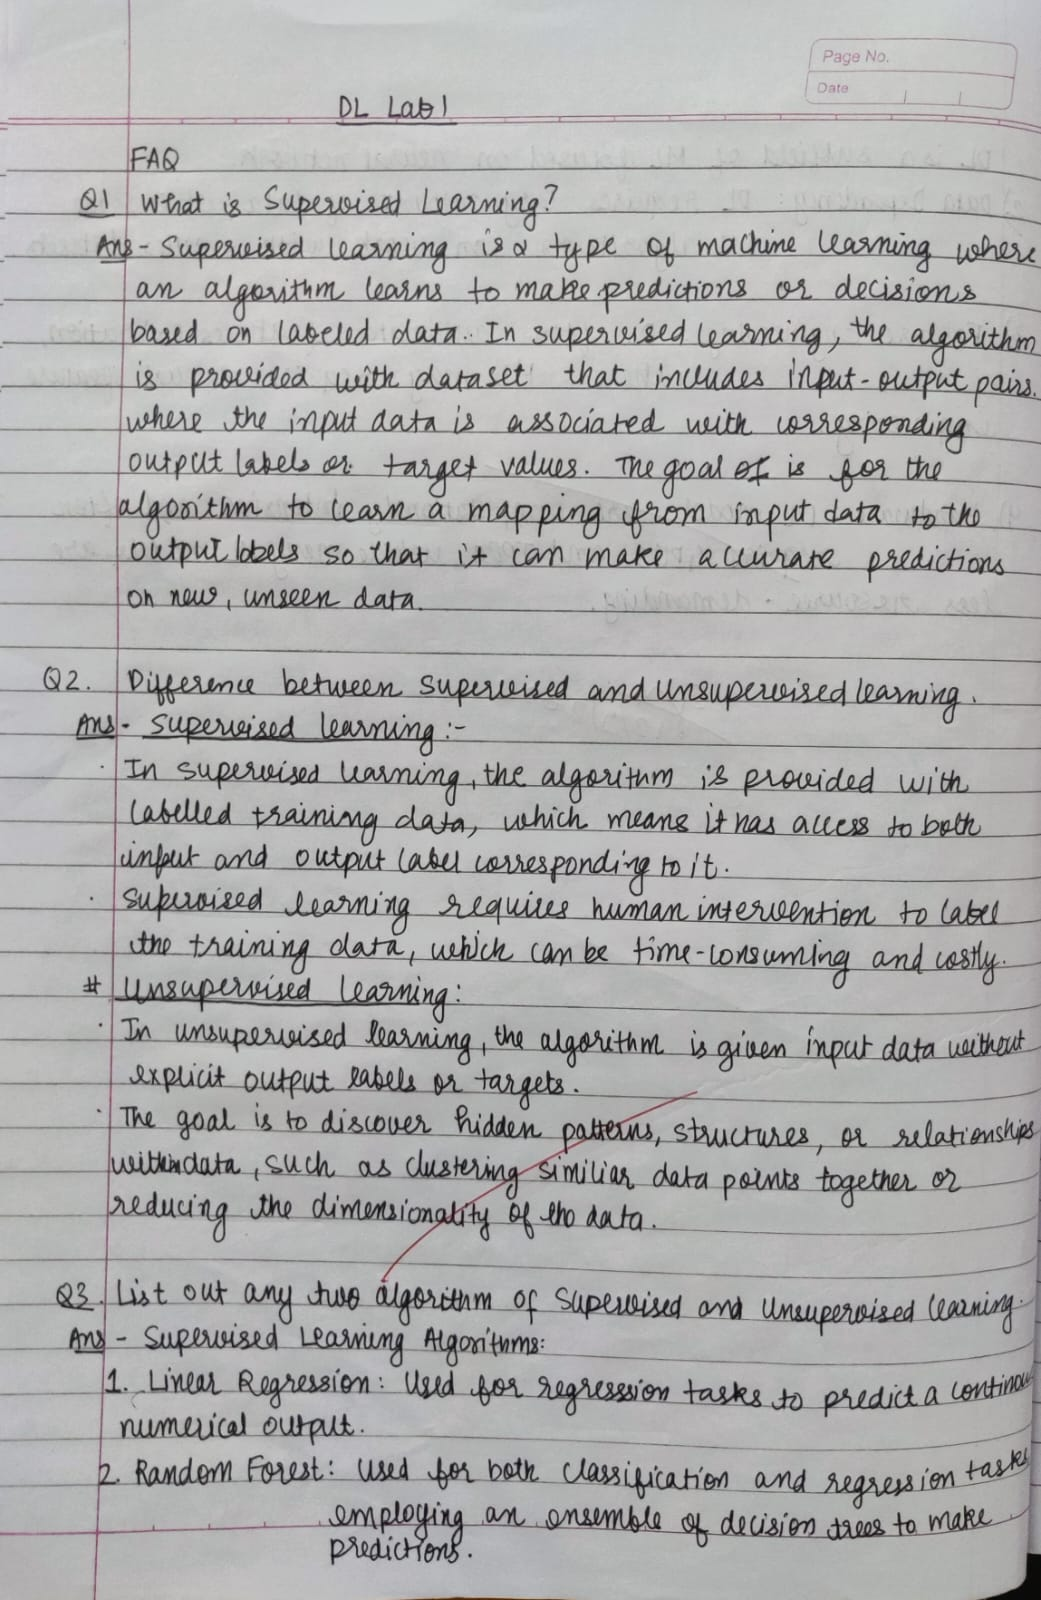 Page No.
Date
DL Lab 1
FAQ
Q1 What is Supervised Learning?
Ans - Supervised learning is a type of machine learning where
an algorithm learns to make predictions or decisions
based on labeled data. In supervised learning, the algorithm
is provided with dataset that includes input-output pairs.
where the input data is associated with corresponding
output labels or target values. The goal of is for the
algorithm to learn a mapping from input data to the
output labels so that it can make accurate predictions
on new, unseen data.
Q2. Difference between supervised and unsupervised learning.
Ans - Supervised learning :-
· In supervised learning, the algorithm is provided with
labelled training data, which means it has access to both
input and output label corresponding to it.
· Supervised learning requires human intervention to label
the training data, which can be time-consuming and costly.
# Unsupervised learning:
· In unsupervised learning, the algorithm is given input data without
explicit output labels or targets.
· The goal is to discover hidden patterns, structures, or relationships
within data, such as clustering similiar data points together or
reducing the dimensionality of the data.
Q3. List out any two algorithm of supervised and unsupervised learning.
Ans - Supervised Learning Algorithms:
1. Linear Regression: Used for regresssion tasks to predict a continou
numerical output.
2. Random Forest: Used for both classification and regression tasks
employing an ensemble of decision trees to make
predictions.